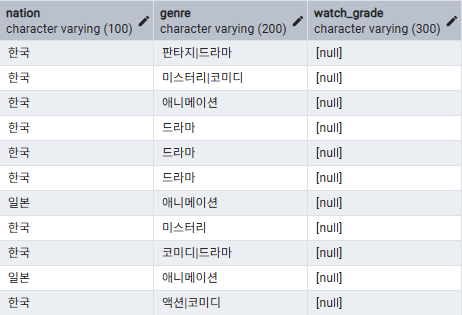 nation genre watch_grade
character varying (100) character varying (200) character varying (300)
한국 판타지|드라마 [null]
한국 미스터리|코미디 [null]
한국 애니메이션 [null]
한국 드라마 [null]
한국 드라마 [null]
한국 드라마 [null]
일본 애니메이션 [null]
한국 미스터리 [null]
한국 코미디|드라마 [null]
일본 애니메이션 [null]
한국 액션|코미디 [null]